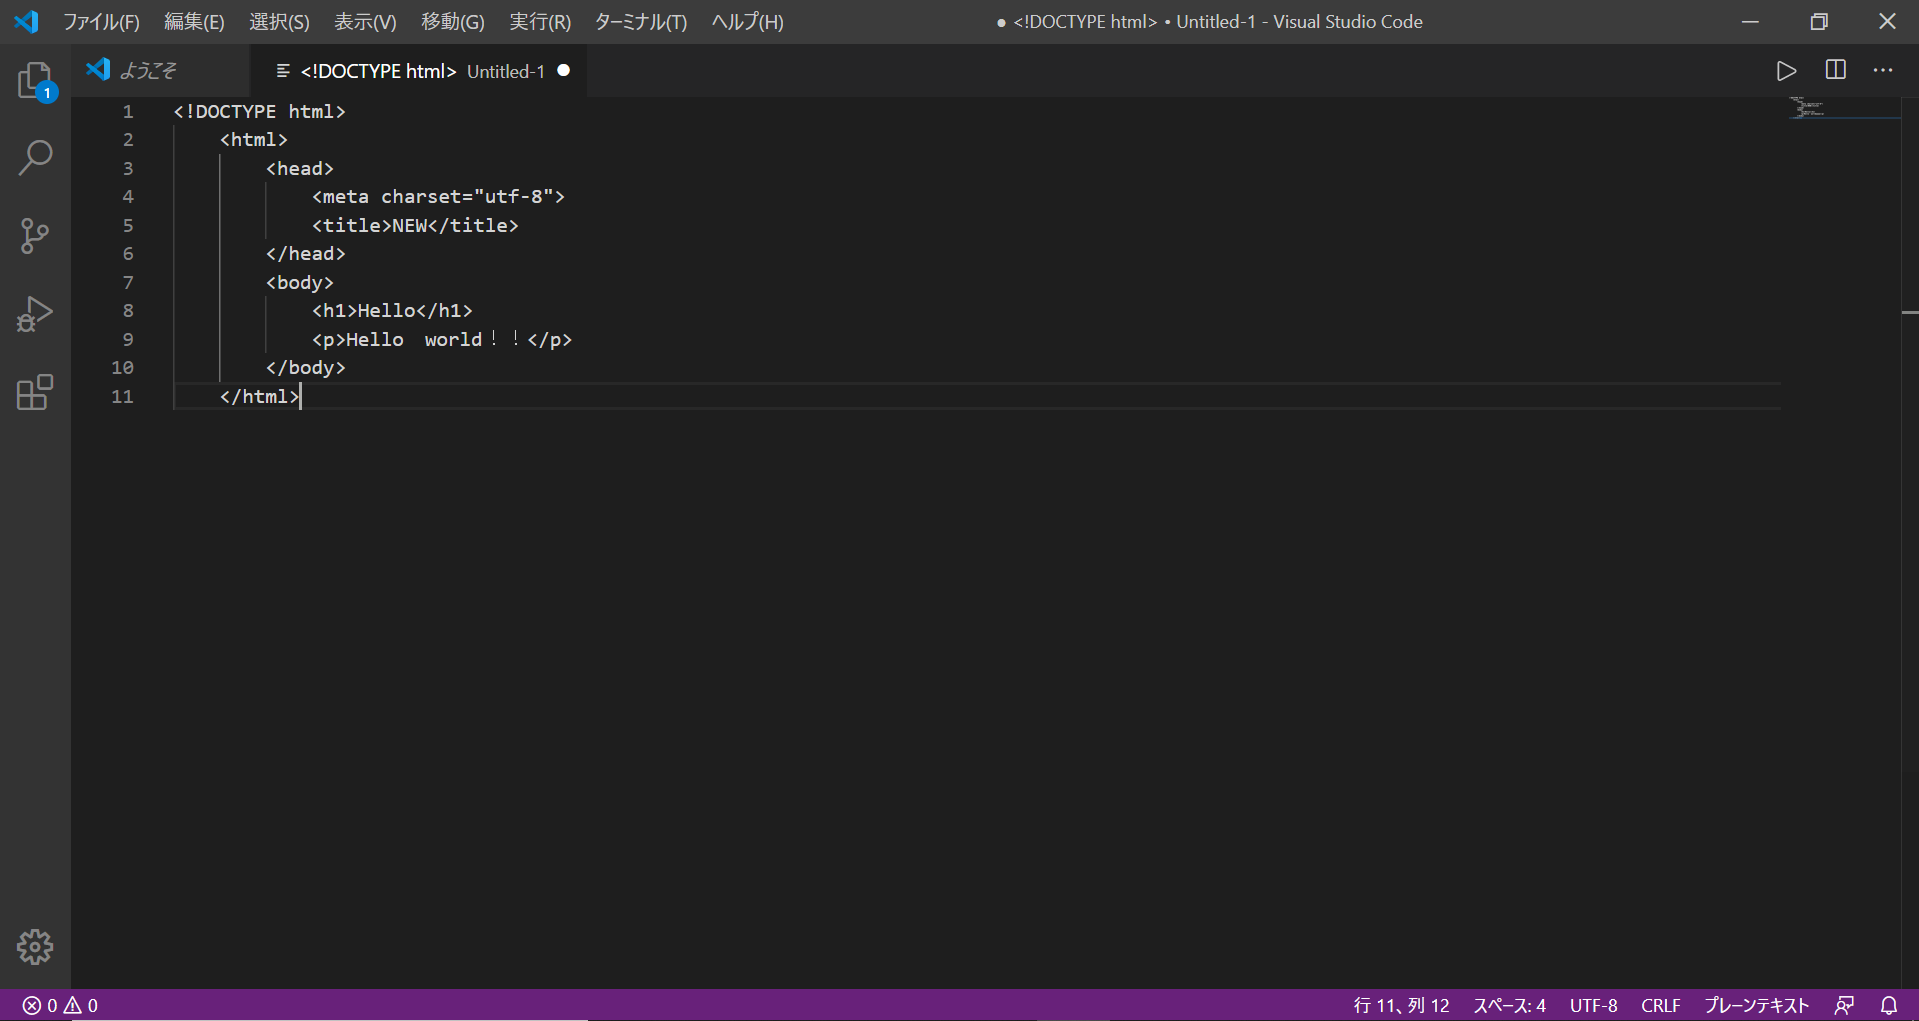 ファイル(F) 編集(E) 選択(S) 表示(V) 移動(G) 実行(R) ターミナル(T) ヘルプ(H) ● <!DOCTYPE html> • Untitled-1 - Visual Studio Code
1 ようこそ <!DOCTYPE html> Untitled-1 ●
1 <!DOCTYPE html>
2     <html>
3         <head>
4             <meta charset="utf-8">
5             <title>NEW</title>
6         </head>
7         <body>
8             <h1>Hello</h1>
9             <p>Hello　world！！</p>
10         </body>
11     </html>
0 0 行 11、列 12 スペース: 4 UTF-8 CRLF プレーンテキスト